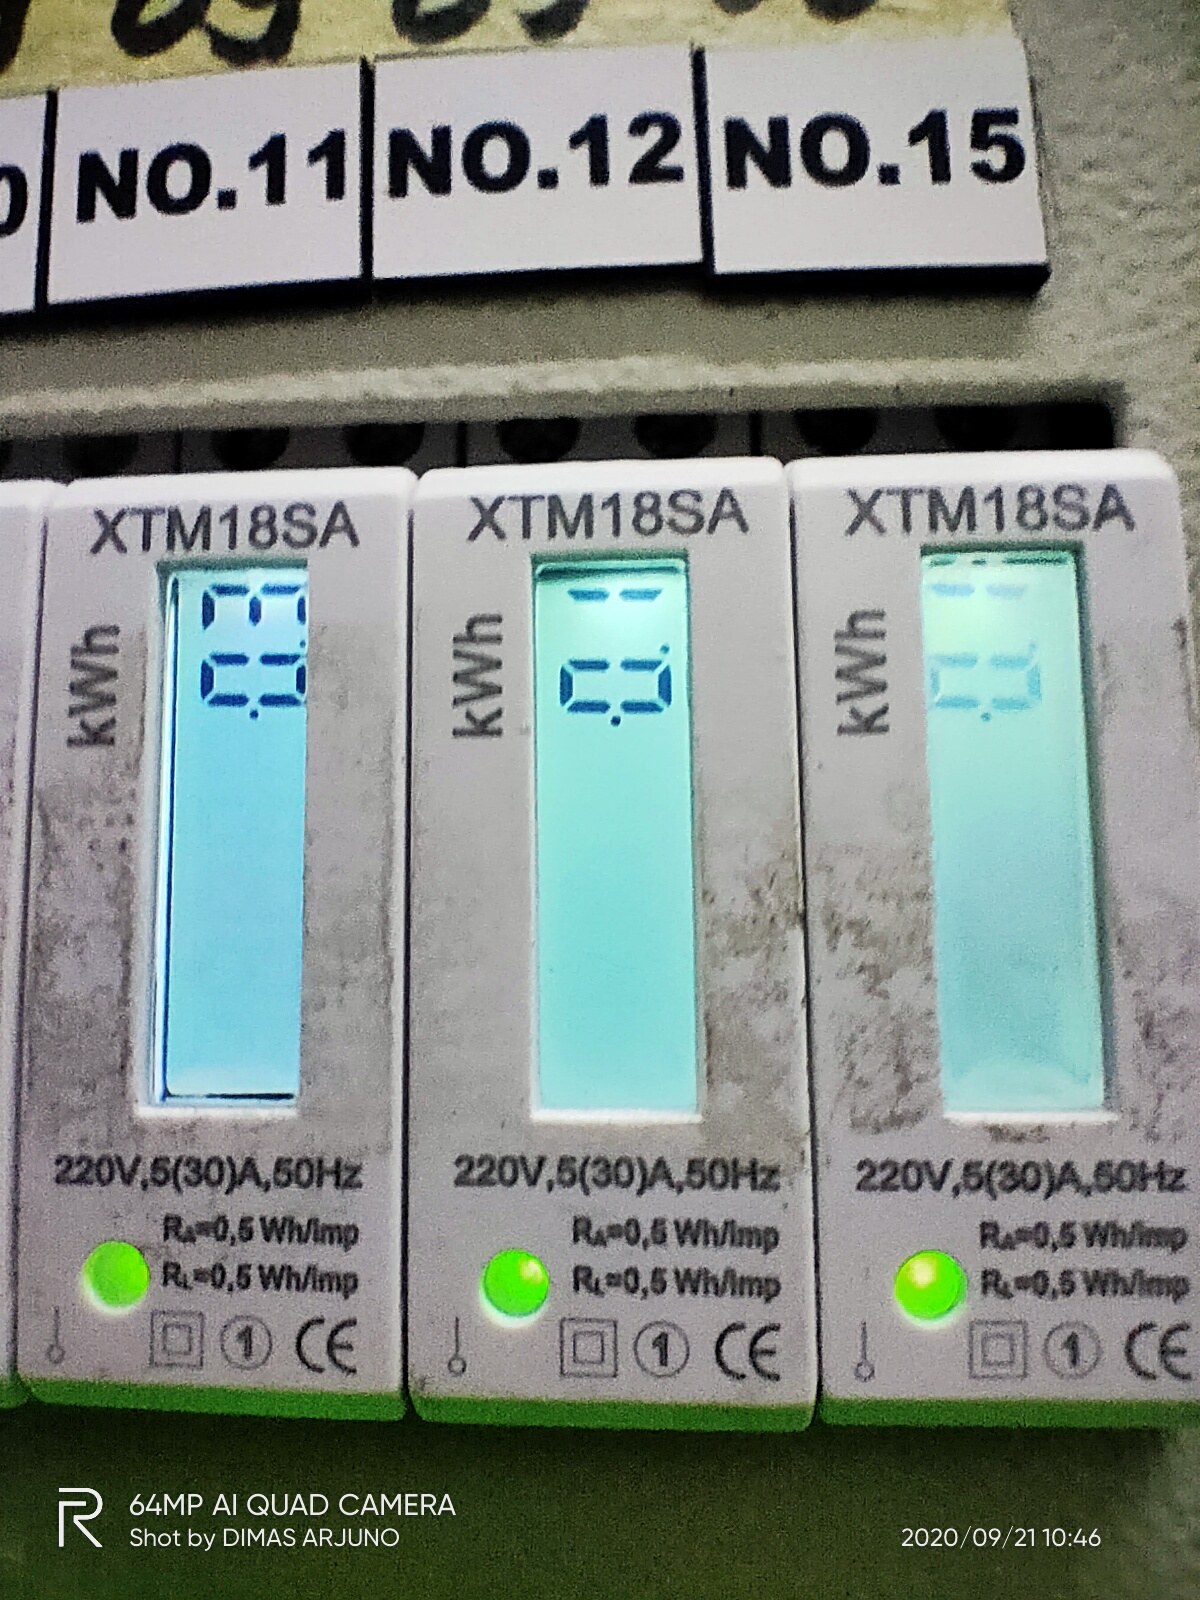 NO.11 NO.12 NO.15
XTM18SA XTM18SA XTM18SA
kWh kWh kWh
220V,5(30)A,50Hz 220V,5(30)A,50Hz 220V,5(30)A,50Hz
RA=0,5 Wh/imp RA=0,5 Wh/imp RA=0,5 Wh/imp
RL=0,5 Wh/imp RL=0,5 Wh/imp RL=0,5 Wh/imp
1 CE 1 CE 1 CE
R 64MP AI QUAD CAMERA
Shot by DIMAS ARJUNO 2020/09/21 10:46